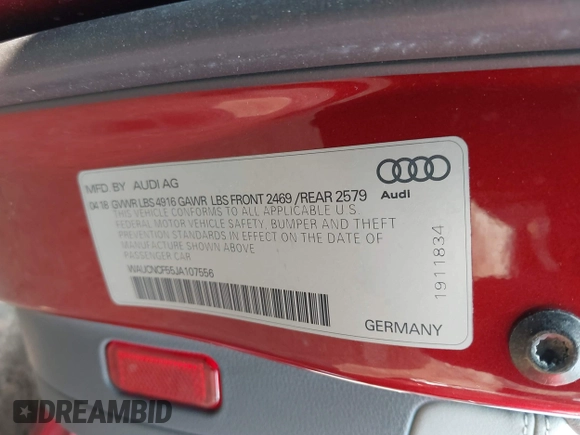 MFD BY AUDI AG
04 18 GVWR LBS 4916 GAWR LBS FRONT 2469 /REAR 2579
THIS VEHICLE CONFORMS TO ALL APPLICABLE U S
FEDERAL MOTOR VEHICLE SAFETY, BUMPER AND THEFT
PREVENTION STANDARDS IN EFFECT ON THE DATE OF
MANUFACTURE SHOWN ABOVE
PASSENGER CAR
WAUCNCF55JA107556
Audi
1911834
GERMANY
DREAMBID